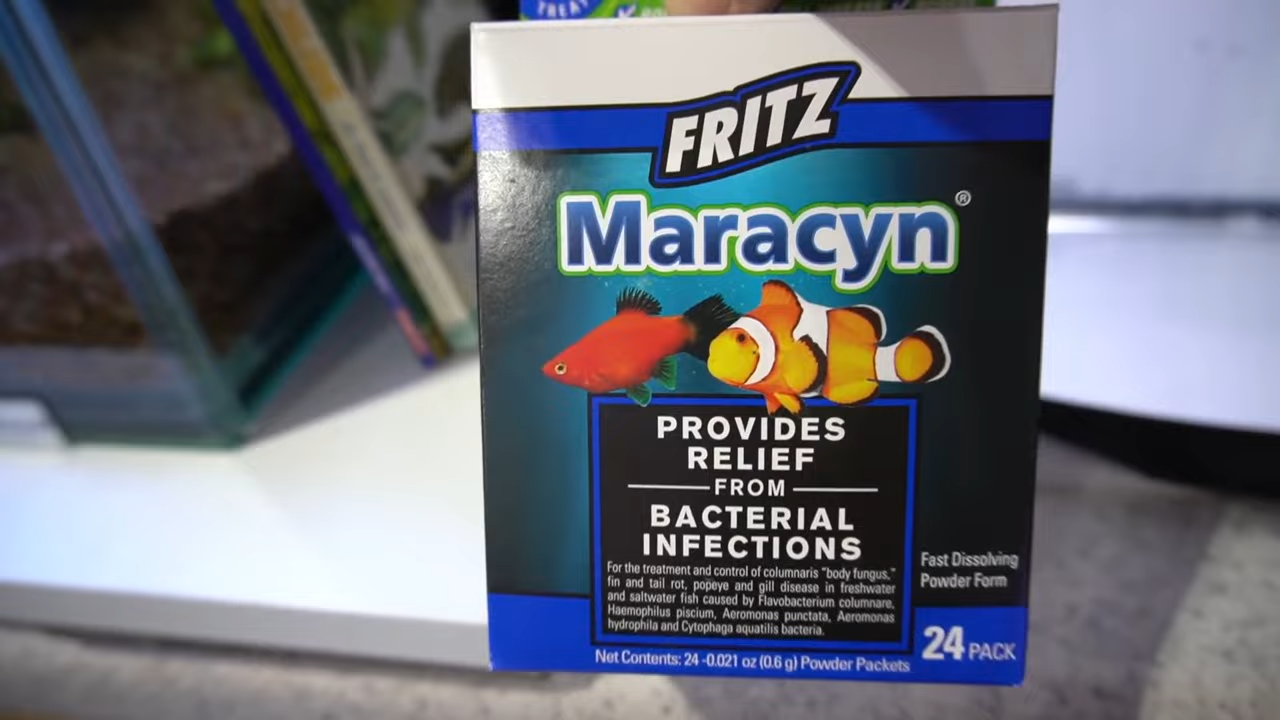 TREAT
FRITZ
Maracyn®
PROVIDES
RELIEF
FROM
BACTERIAL
INFECTIONS
For the treatment and control of columnaris "body fungus,"
fin and tail rot, popeye and gill disease in freshwater
and saltwater fish caused by Flavobacterium columnare,
Haemophilus piscium, Aeromonas punctata, Aeromonas
hydrophila and Cytophaga aquatilis bacteria.
Fast Dissolving
Powder Form
24 PACK
Net Contents: 24 -0.021 oz (0.6 g) Powder Packets